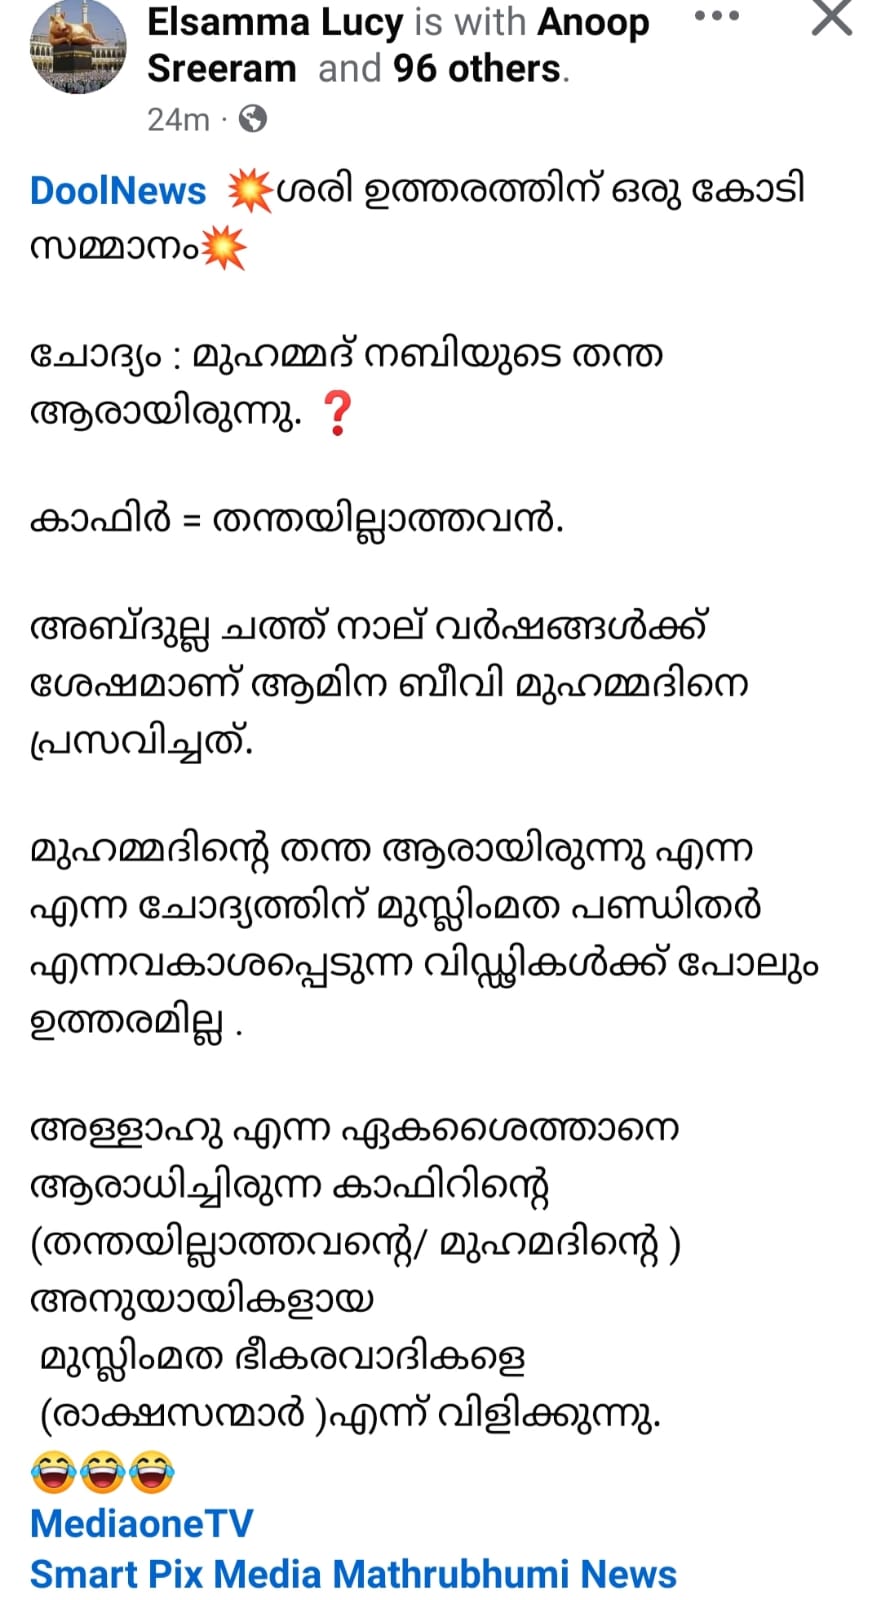 Elsamma Lucy is with Anoop
Sreeram and 96 others.
24m ·
DoolNews 💥ശരി ഉത്തരത്തിന് ഒരു കോടി
സമ്മാനം💥
ചോദ്യം : മുഹമ്മദ് നബിയുടെ തന്ത
ആരായിരുന്നു. ❓
കാഫിർ = തന്തയില്ലാത്തവൻ.
അബ്ദുല്ല ചത്ത് നാല് വർഷങ്ങൾക്ക്
ശേഷമാണ് ആമിന ബീവി മുഹമ്മദിനെ
പ്രസവിച്ചത്.
മുഹമ്മദിന്റെ തന്ത ആരായിരുന്നു എന്ന
എന്ന ചോദ്യത്തിന് മുസ്ലിംമത പണ്ഡിതർ
എന്നവകാശപ്പെടുന്ന വിഡ്ഢികൾക്ക് പോലും
ഉത്തരമില്ല .
അള്ളാഹു എന്ന ഏകശൈത്താനെ
ആരാധിച്ചിരുന്ന കാഫിറിന്റെ
(തന്തയില്ലാത്തവന്റെ/ മുഹമദിന്റെ )
അനുയായികളായ
മുസ്ലിംമത ഭീകരവാദികളെ
(രാക്ഷസന്മാർ )എന്ന് വിളിക്കുന്നു.
😂😂😂
MediaoneTV
Smart Pix Media Mathrubhumi News